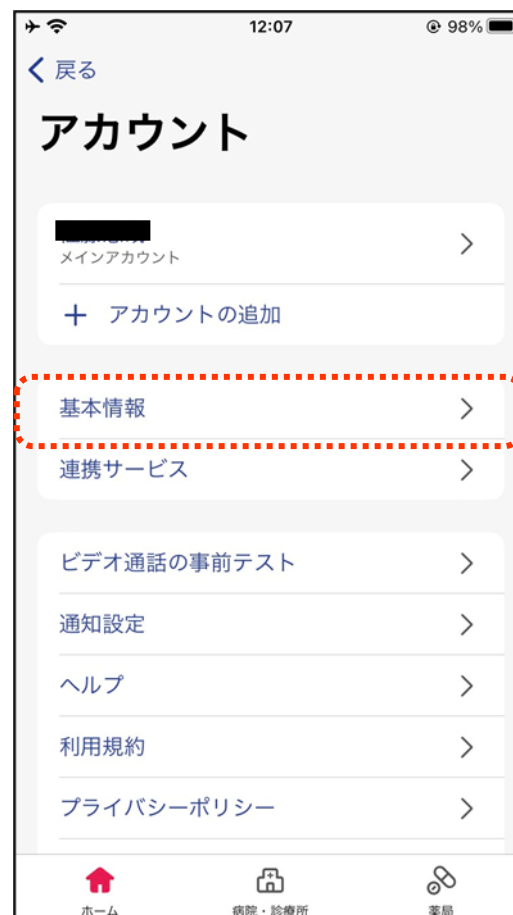 12:07
98%
戻る
アカウント
メインアカウント
アカウントの追加
基本情報
連携サービス
ビデオ通話の事前テスト
通知設定
ヘルプ
利用規約
プライバシーポリシー
ホーム
病院・診療所
薬局